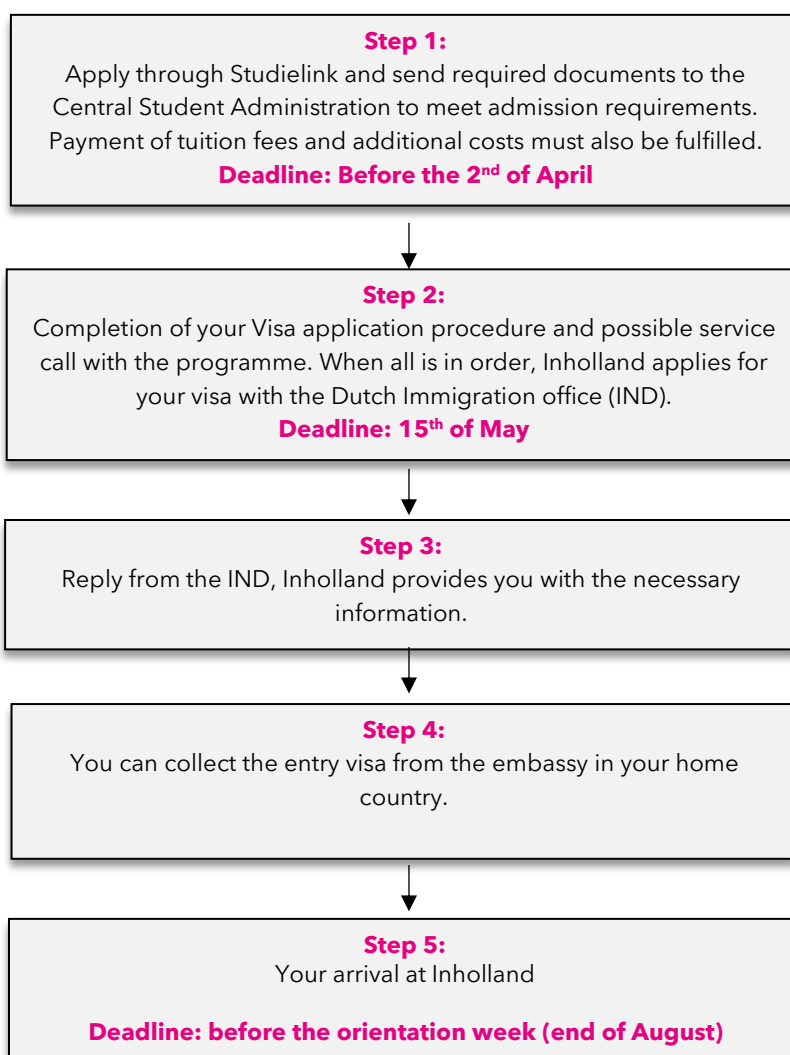 Step 1:
Apply through Studielink and send required documents to the
Central Student Administration to meet admission requirements.
Payment of tuition fees and additional costs must also be fulfilled.
Deadline: Before the 2nd of April
Step 2:
Completion of your Visa application procedure and possible service
call with the programme. When all is in order, Inholland applies for
your visa with the Dutch Immigration office (IND).
Deadline: 15th of May
Step 3:
Reply from the IND, Inholland provides you with the necessary
information.
Step 4:
You can collect the entry visa from the embassy in your home
country.
Step 5:
Your arrival at Inholland
Deadline: before the orientation week (end of August)